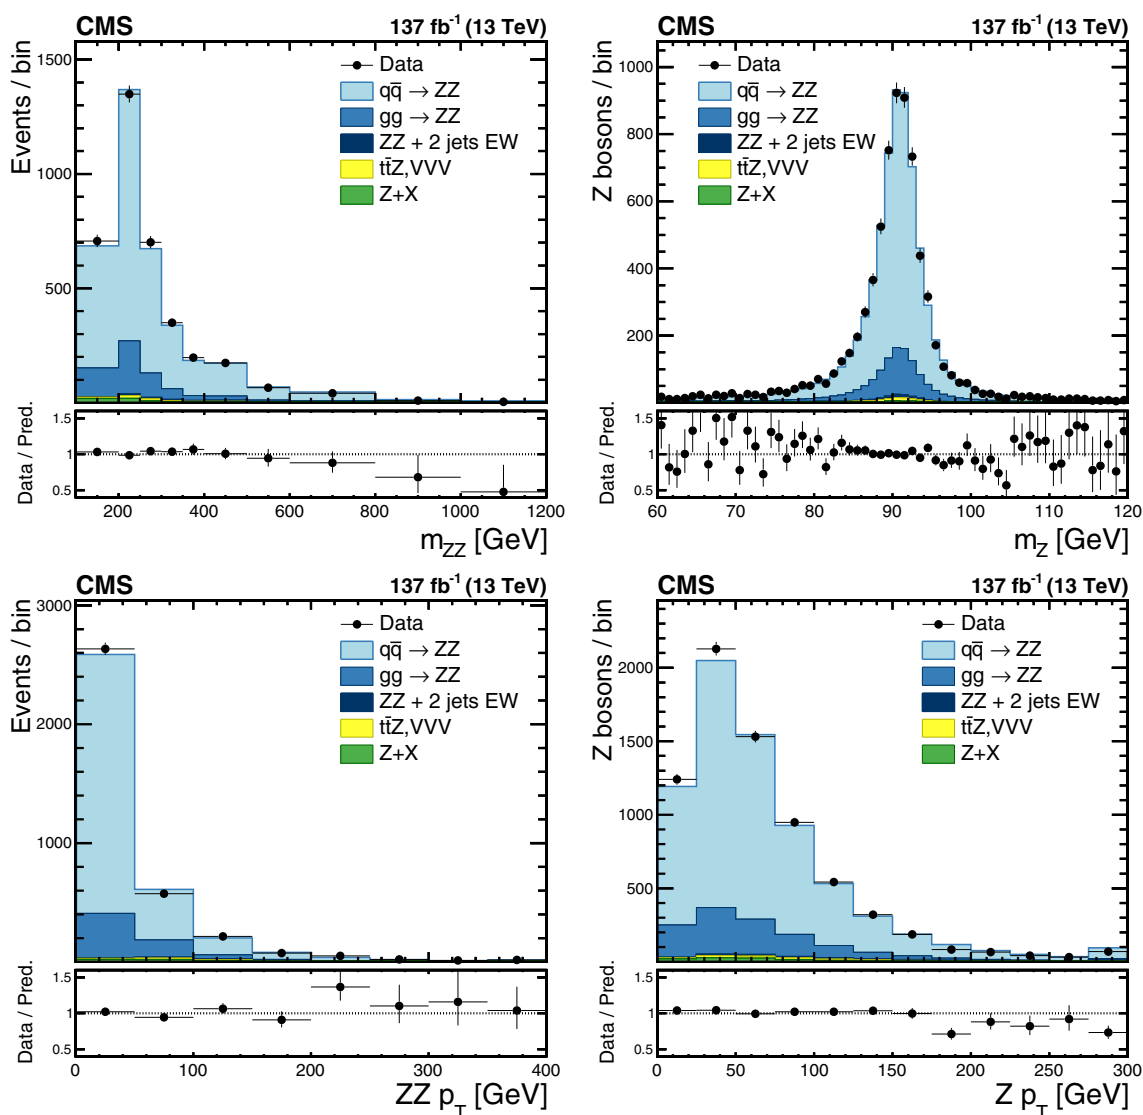 CMS 137 fb⁻¹ (13 TeV)
Events / bin
1500
1000
500
Data
qq̄ → ZZ
gg → ZZ
ZZ + 2 jets EW
tt̄Z,VVV
Z+X
Data / Pred.
1.5
1
0.5
200 400 600 800 1000 1200
m_ZZ [GeV]
CMS 137 fb⁻¹ (13 TeV)
Z bosons / bin
1000
800
600
400
200
Data
qq̄ → ZZ
gg → ZZ
ZZ + 2 jets EW
tt̄Z,VVV
Z+X
Data / Pred.
1.5
1
0.5
60 70 80 90 100 110 120
m_Z [GeV]
CMS 137 fb⁻¹ (13 TeV)
Events / bin
3000
2000
1000
Data
qq̄ → ZZ
gg → ZZ
ZZ + 2 jets EW
tt̄Z,VVV
Z+X
Data / Pred.
1.5
1
0.5
0 100 200 300 400
ZZ p_T [GeV]
CMS 137 fb⁻¹ (13 TeV)
Z bosons / bin
2000
1500
1000
500
Data
qq̄ → ZZ
gg → ZZ
ZZ + 2 jets EW
tt̄Z,VVV
Z+X
Data / Pred.
1.5
1
0.5
0 50 100 150 200 250 300
Z p_T [GeV]